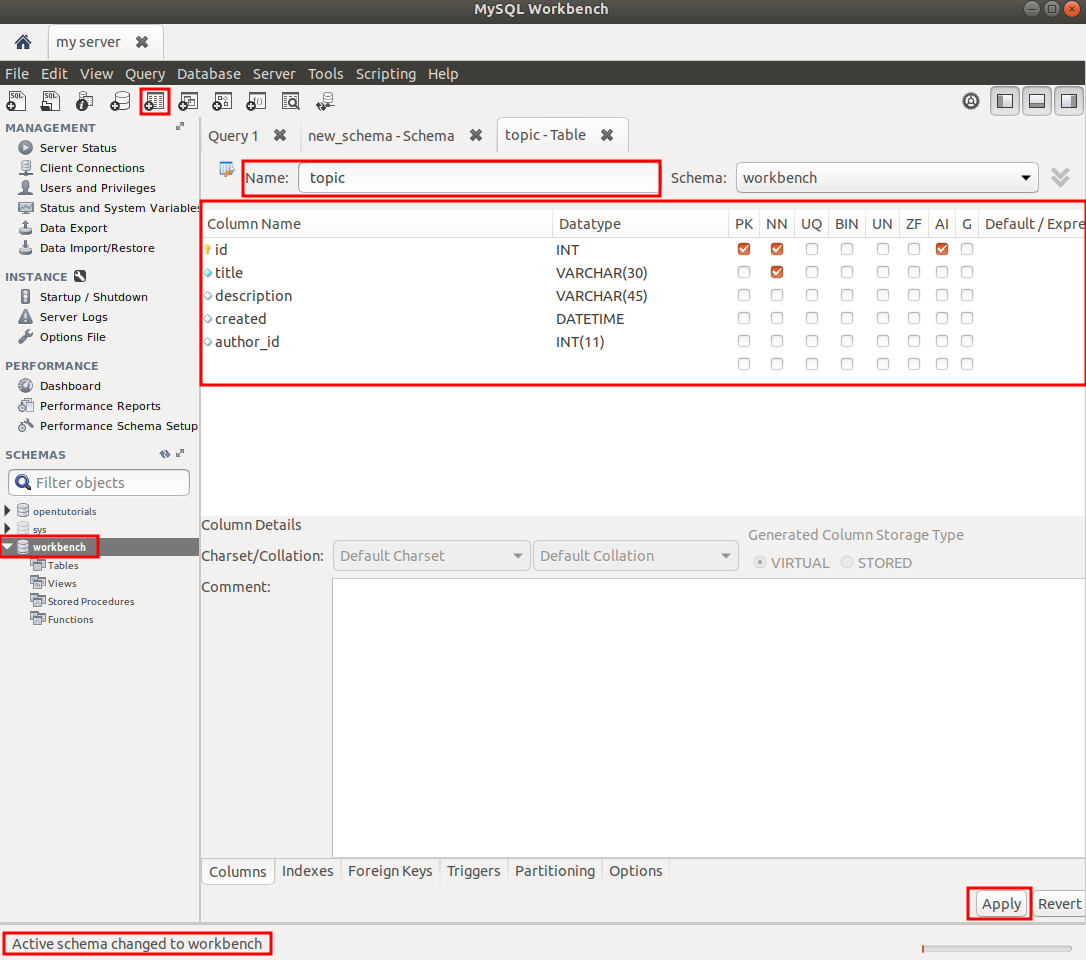 MySQL Workbench
my server
File Edit View Query Database Server Tools Scripting Help
MANAGEMENT
Server Status
Client Connections
Users and Privileges
Status and System Variables
Data Export
Data Import/Restore
INSTANCE
Startup / Shutdown
Server Logs
Options File
PERFORMANCE
Dashboard
Performance Reports
Performance Schema Setup
SCHEMAS
Filter objects
opentutorials
sys
workbench
Tables
Views
Stored Procedures
Functions
Query 1 new_schema - Schema topic - Table
Name: topic Schema: workbench
Column Name Datatype PK NN UQ BIN UN ZF AI G Default / Expre
id INT
title VARCHAR(30)
description VARCHAR(45)
created DATETIME
author_id INT(11)
Column Details
Charset/Collation: Default Charset Default Collation
Generated Column Storage Type
VIRTUAL STORED
Comment:
Columns Indexes Foreign Keys Triggers Partitioning Options
Apply Revert
Active schema changed to workbench